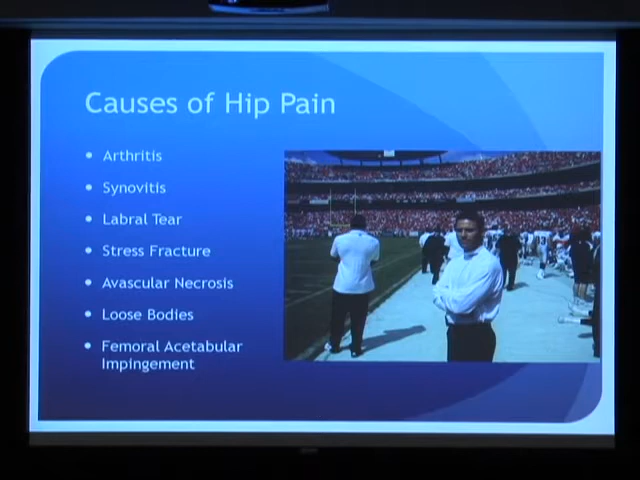 Causes of Hip Pain
Arthritis
Synovitis
Labral Tear
Stress Fracture
Avascular Necrosis
Loose Bodies
Femoral Acetabular
Impingement